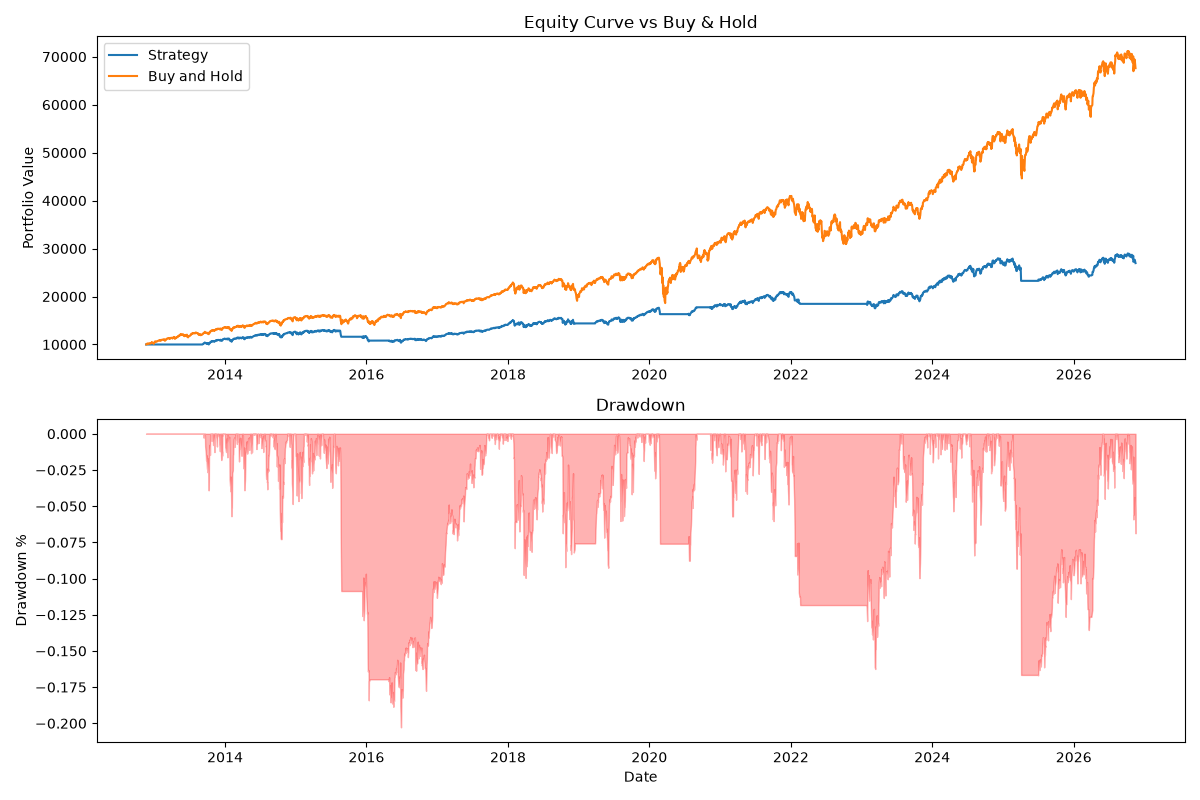 Equity Curve vs Buy & Hold
Strategy
Buy and Hold
Portfolio Value
70000
60000
50000
40000
30000
20000
10000
2014 2016 2018 2020 2022 2024 2026
Drawdown
Drawdown %
0.000
−0.025
−0.050
−0.075
−0.100
−0.125
−0.150
−0.175
−0.200
2014 2016 2018 2020 2022 2024 2026
Date